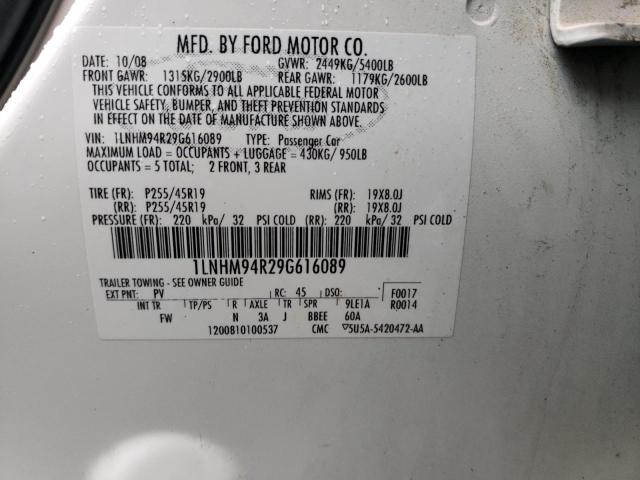 MFD. BY FORD MOTOR CO.
DATE: 10/08 GVWR: 2449KG/5400LB
FRONT GAWR: 1315KG/2900LB REAR GAWR: 1179KG/2600LB
THIS VEHICLE CONFORMS TO ALL APPLICABLE FEDERAL MOTOR
VEHICLE SAFETY, BUMPER, AND THEFT PREVENTION STANDARDS
IN EFFECT ON THE DATE OF MANUFACTURE SHOWN ABOVE.
VIN: 1LNHM94R29G616089 TYPE: Passenger Car
MAXIMUM LOAD = OCCUPANTS + LUGGAGE = 430KG/ 950LB
OCCUPANTS = 5 TOTAL; 2 FRONT, 3 REAR
TIRE (FR): P255/45R19 RIMS (FR): 19X8.0J
(RR): P255/45R19 (RR): 19X8.0J
PRESSURE (FR): 220 kPa/ 32 PSI COLD (RR): 220 kPa/ 32 PSI COLD
1LNHM94R29G616089
TRAILER TOWING - SEE OWNER GUIDE
EXT PNT: PV RC: 45 DSO: F0017
INT TR TP/PS R AXLE TR SPR 9LE1A R0014
FW N 3A J BBEE 60A
1200810100537 CMC ▽5U5A-5420472-AA